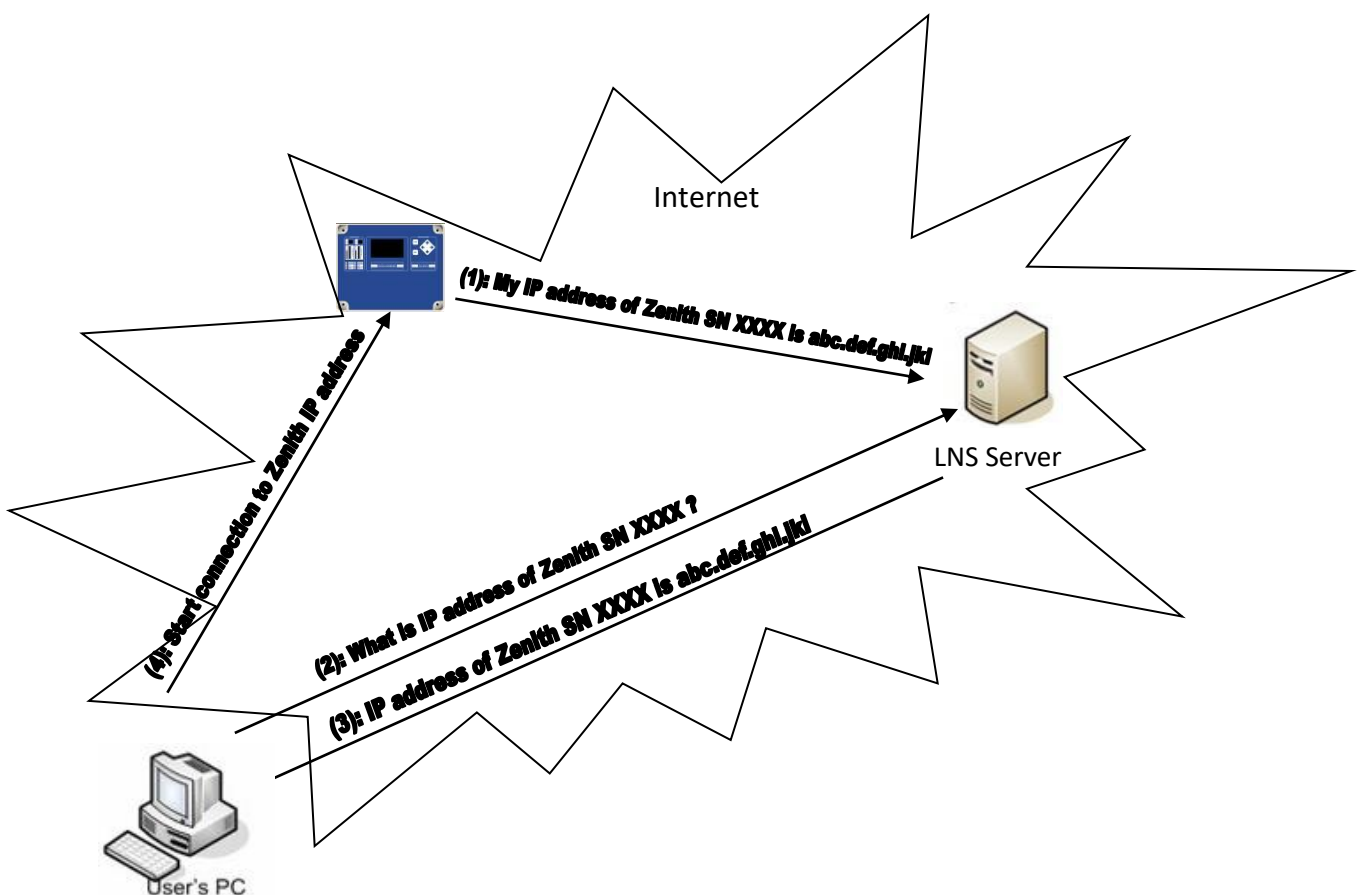 Internet
(1): My IP address of Zenith SN XXXX is abc.def.ghi.jkl
LNS Server
(4): Start connection to Zenith IP address
(2): What is IP address of Zenith SN XXXX ?
(3): IP address of Zenith SN XXXX is abc.def.ghi.jkl
User's PC